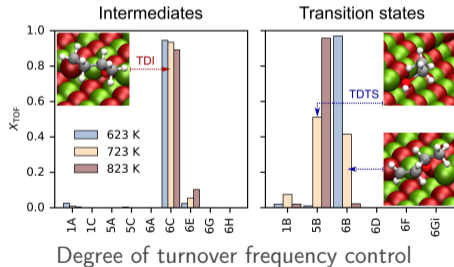 Intermediates
Transition states
1.0
0.8
0.6
0.4
0.2
0.0
X_TOF
TDI
TDTS
623 K
723 K
823 K
1A
1C
5A
5C
6A
6C
6E
6G
6H
1B
5B
6B
6D
6F
6Gi
Degree of turnover frequency control